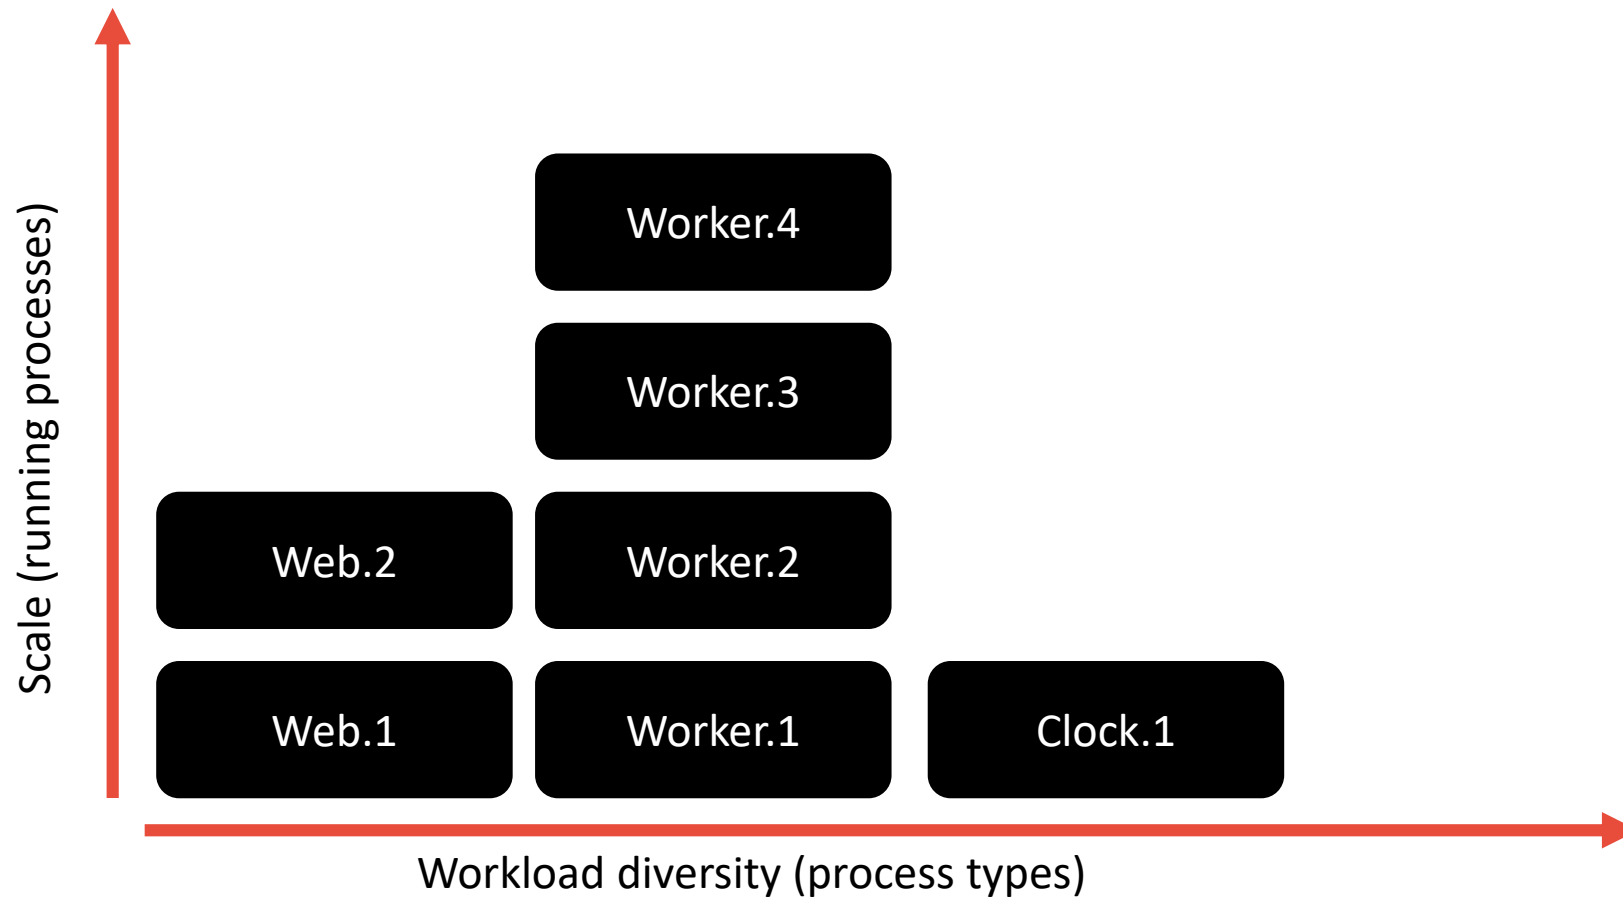 Scale (running processes)
Worker.4
Worker.3
Web.2
Worker.2
Web.1
Worker.1
Clock.1
Workload diversity (process types)